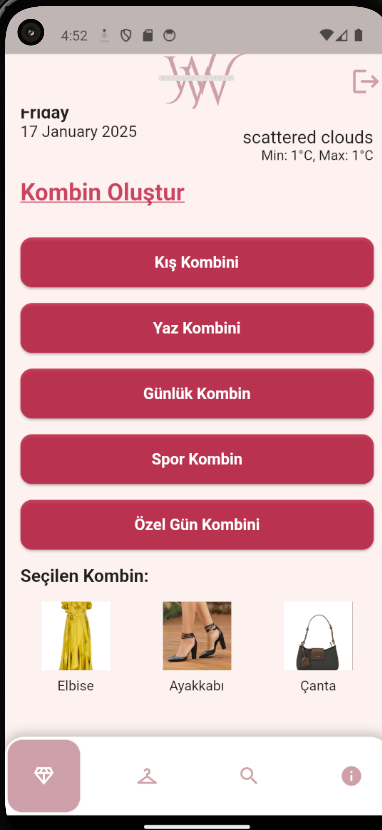 4:52
Friday
17 January 2025
scattered clouds
Min: 1°C, Max: 1°C
Kombin Oluştur
Kış Kombini
Yaz Kombini
Günlük Kombin
Spor Kombin
Özel Gün Kombini
Seçilen Kombin:
Elbise
Ayakkabı
Çanta